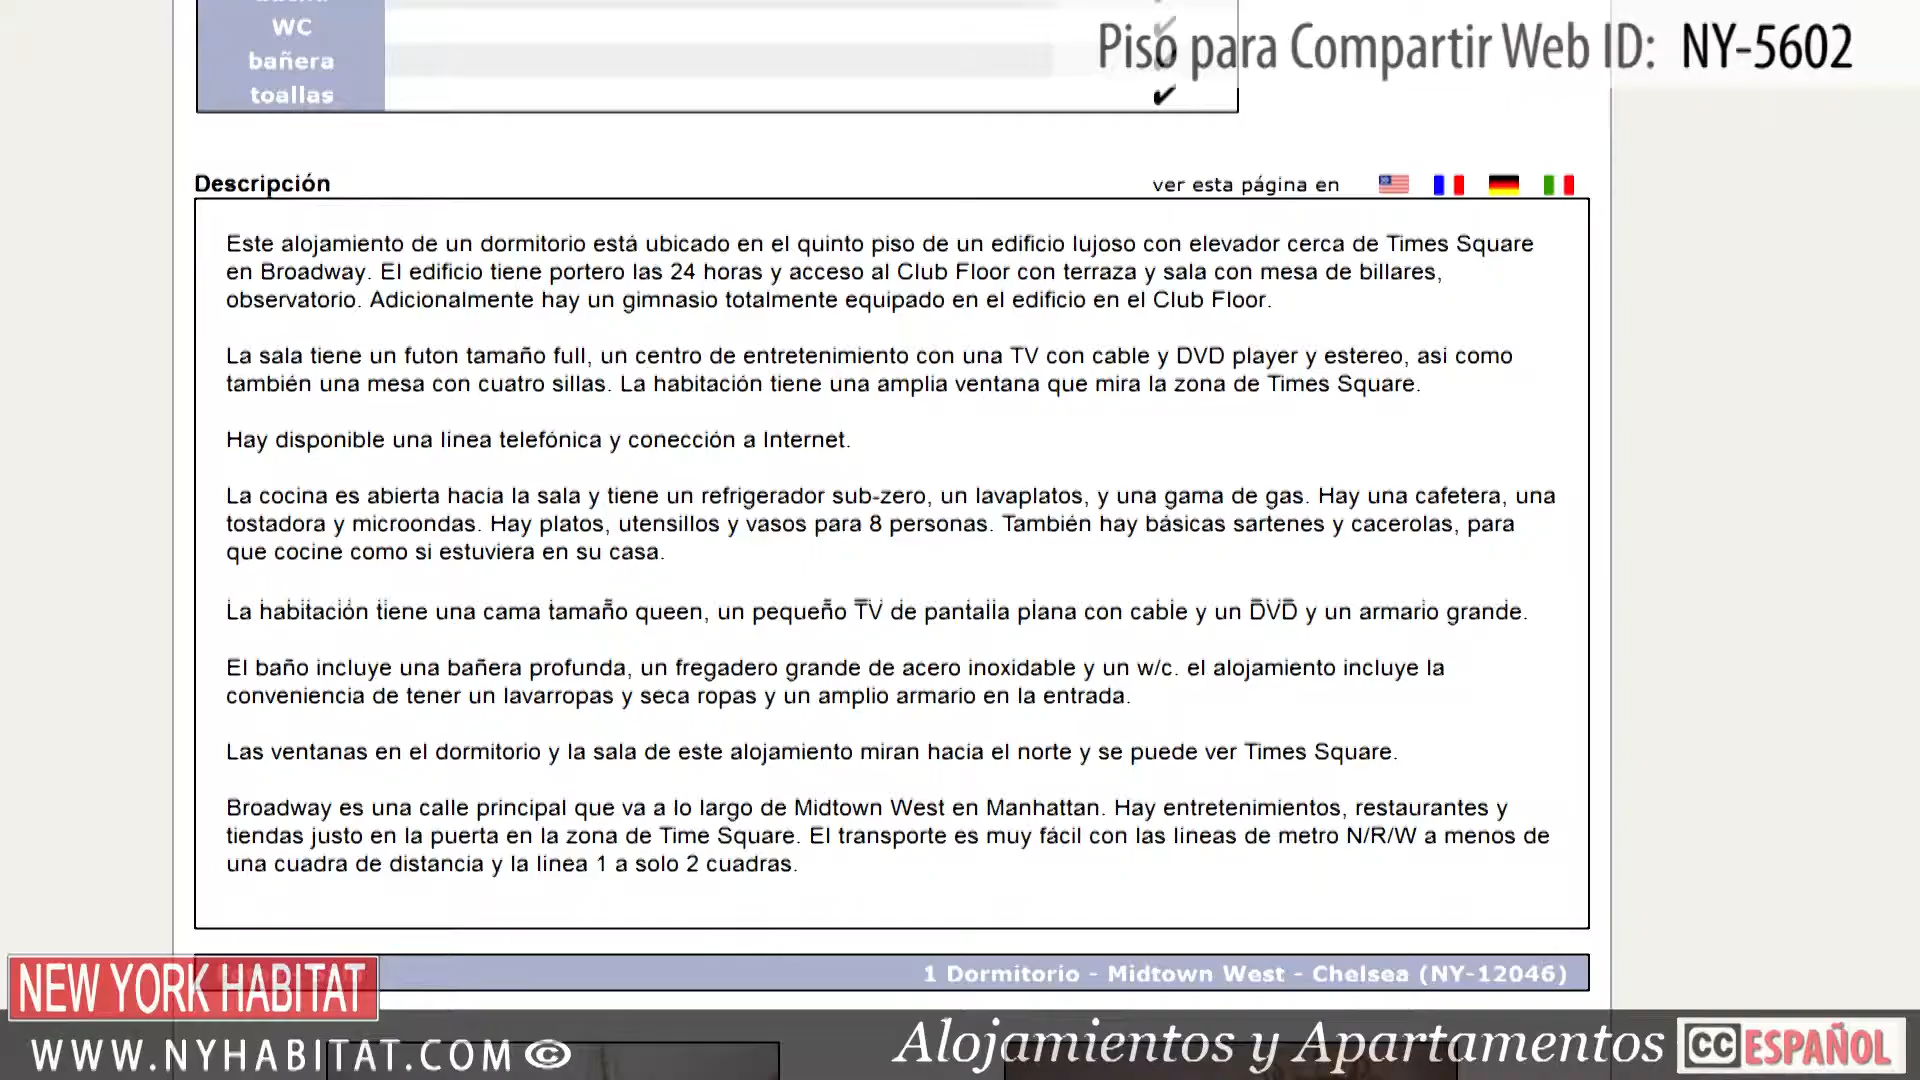 WC
bañera
toallas
Piso para Compartir Web ID: NY-5602
Descripción
ver esta página en
Este alojamiento de un dormitorio está ubicado en el quinto piso de un edificio lujoso con elevador cerca de Times Square
en Broadway. El edificio tiene portero las 24 horas y acceso al Club Floor con terraza y sala con mesa de billares,
observatorio. Adicionalmente hay un gimnasio totalmente equipado en el edificio en el Club Floor.
La sala tiene un futon tamaño full, un centro de entretenimiento con una TV con cable y DVD player y estereo, así como
también una mesa con cuatro sillas. La habitación tiene una amplia ventana que mira la zona de Times Square.
Hay disponible una línea telefónica y conección a Internet.
La cocina es abierta hacia la sala y tiene un refrigerador sub-zero, un lavaplatos, y una gama de gas. Hay una cafetera, una
tostadora y microondas. Hay platos, utensillos y vasos para 8 personas. También hay básicas sartenes y cacerolas, para
que cocine como si estuviera en su casa.
La habitación tiene una cama tamaño queen, un pequeño TV de pantalla plana con cable y un DVD y un armario grande.
El baño incluye una bañera profunda, un fregadero grande de acero inoxidable y un w/c. el alojamiento incluye la
conveniencia de tener un lavarropas y seca ropas y un amplio armario en la entrada.
Las ventanas en el dormitorio y la sala de este alojamiento miran hacia el norte y se puede ver Times Square.
Broadway es una calle principal que va a lo largo de Midtown West en Manhattan. Hay entretenimientos, restaurantes y
tiendas justo en la puerta en la zona de Time Square. El transporte es muy fácil con las líneas de metro N/R/W a menos de
una cuadra de distancia y la línea 1 a solo 2 cuadras.
1 Dormitorio - Midtown West - Chelsea (NY-12046)
NEW YORK HABITAT
WWW.NYHABITAT.COM ©
Alojamientos y Apartamentos
CC ESPAÑOL